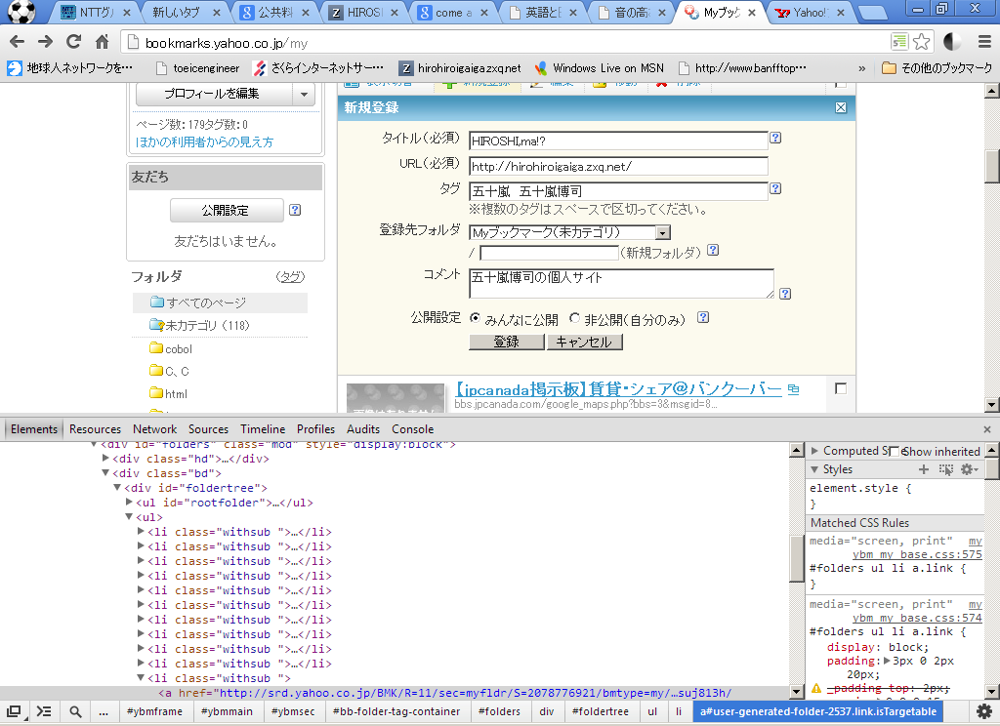 NTTグル
新しいタブ
公共料
HIROSH
come a
英語と日
音の高
Myブック
Yahoo!
bookmarks.yahoo.co.jp/my
地球人ネットワークを…
toeicengineer
さくらインターネットサー…
hirohiroigaiga.zxq.net
Windows Live on MSN
http://www.banfftop…
»
その他のブックマーク
プロフィールを編集
ページ数：179タグ数：0
ほかの利用者からの見え方
友だち
公開設定
友だちはいません。
フォルダ (タグ)
すべてのページ
未カテゴリ (118)
cobol
C、C
html
新規登録
タイトル(必須) HIROSHI,ma!?
URL(必須) http://hirohiroigaiga.zxq.net/
タグ 五十嵐 五十嵐博司
※複数のタグはスペースで区切ってください。
登録先フォルダ Myブックマーク(未カテゴリ)
/ (新規フォルダ)
コメント 五十嵐博司の個人サイト
公開設定 みんなに公開 非公開(自分のみ)
登録 キャンセル
【jpcanada掲示板】賃貸・シェア@バンクーバー
bbs.jpcanada.com/google_maps.php?bbs=3&msgid=8…
Elements Resources Network Sources Timeline Profiles Audits Console
<div id="folders" class="mod" style="display:block">
<div class="hd">…</div>
<div class="bd">
<div id="foldertree">
<ul id="rootfolder">…</ul>
<ul>
<li class="withsub ">…</li>
<li class="withsub ">…</li>
<li class="withsub ">…</li>
<li class="withsub ">…</li>
<li class="withsub ">…</li>
<li class="withsub ">…</li>
<li class="withsub ">…</li>
<li class="withsub ">…</li>
<li class="withsub ">…</li>
<li class="withsub ">…</li>
<li class="withsub ">
<a href="http://srd.yahoo.co.jp/BMK/R=11/sec=myfldr/S=2078776921/bmtype=my/…suj813h/
Computed S Show inherited
Styles
element.style {
}
Matched CSS Rules
media="screen, print" my
ybm my base.css:575
#folders ul li a.link {
}
media="screen, print" my
ybm my base.css:574
#folders ul li a.link {
display: block;
padding: 3px 0 2px
20px;
_padding-top: 2px;
... #ybmframe #ybmmain #ybmsec #bb-folder-tag-container #folders div #foldertree ul li a#user-generated-folder-2537.link.isTargetable